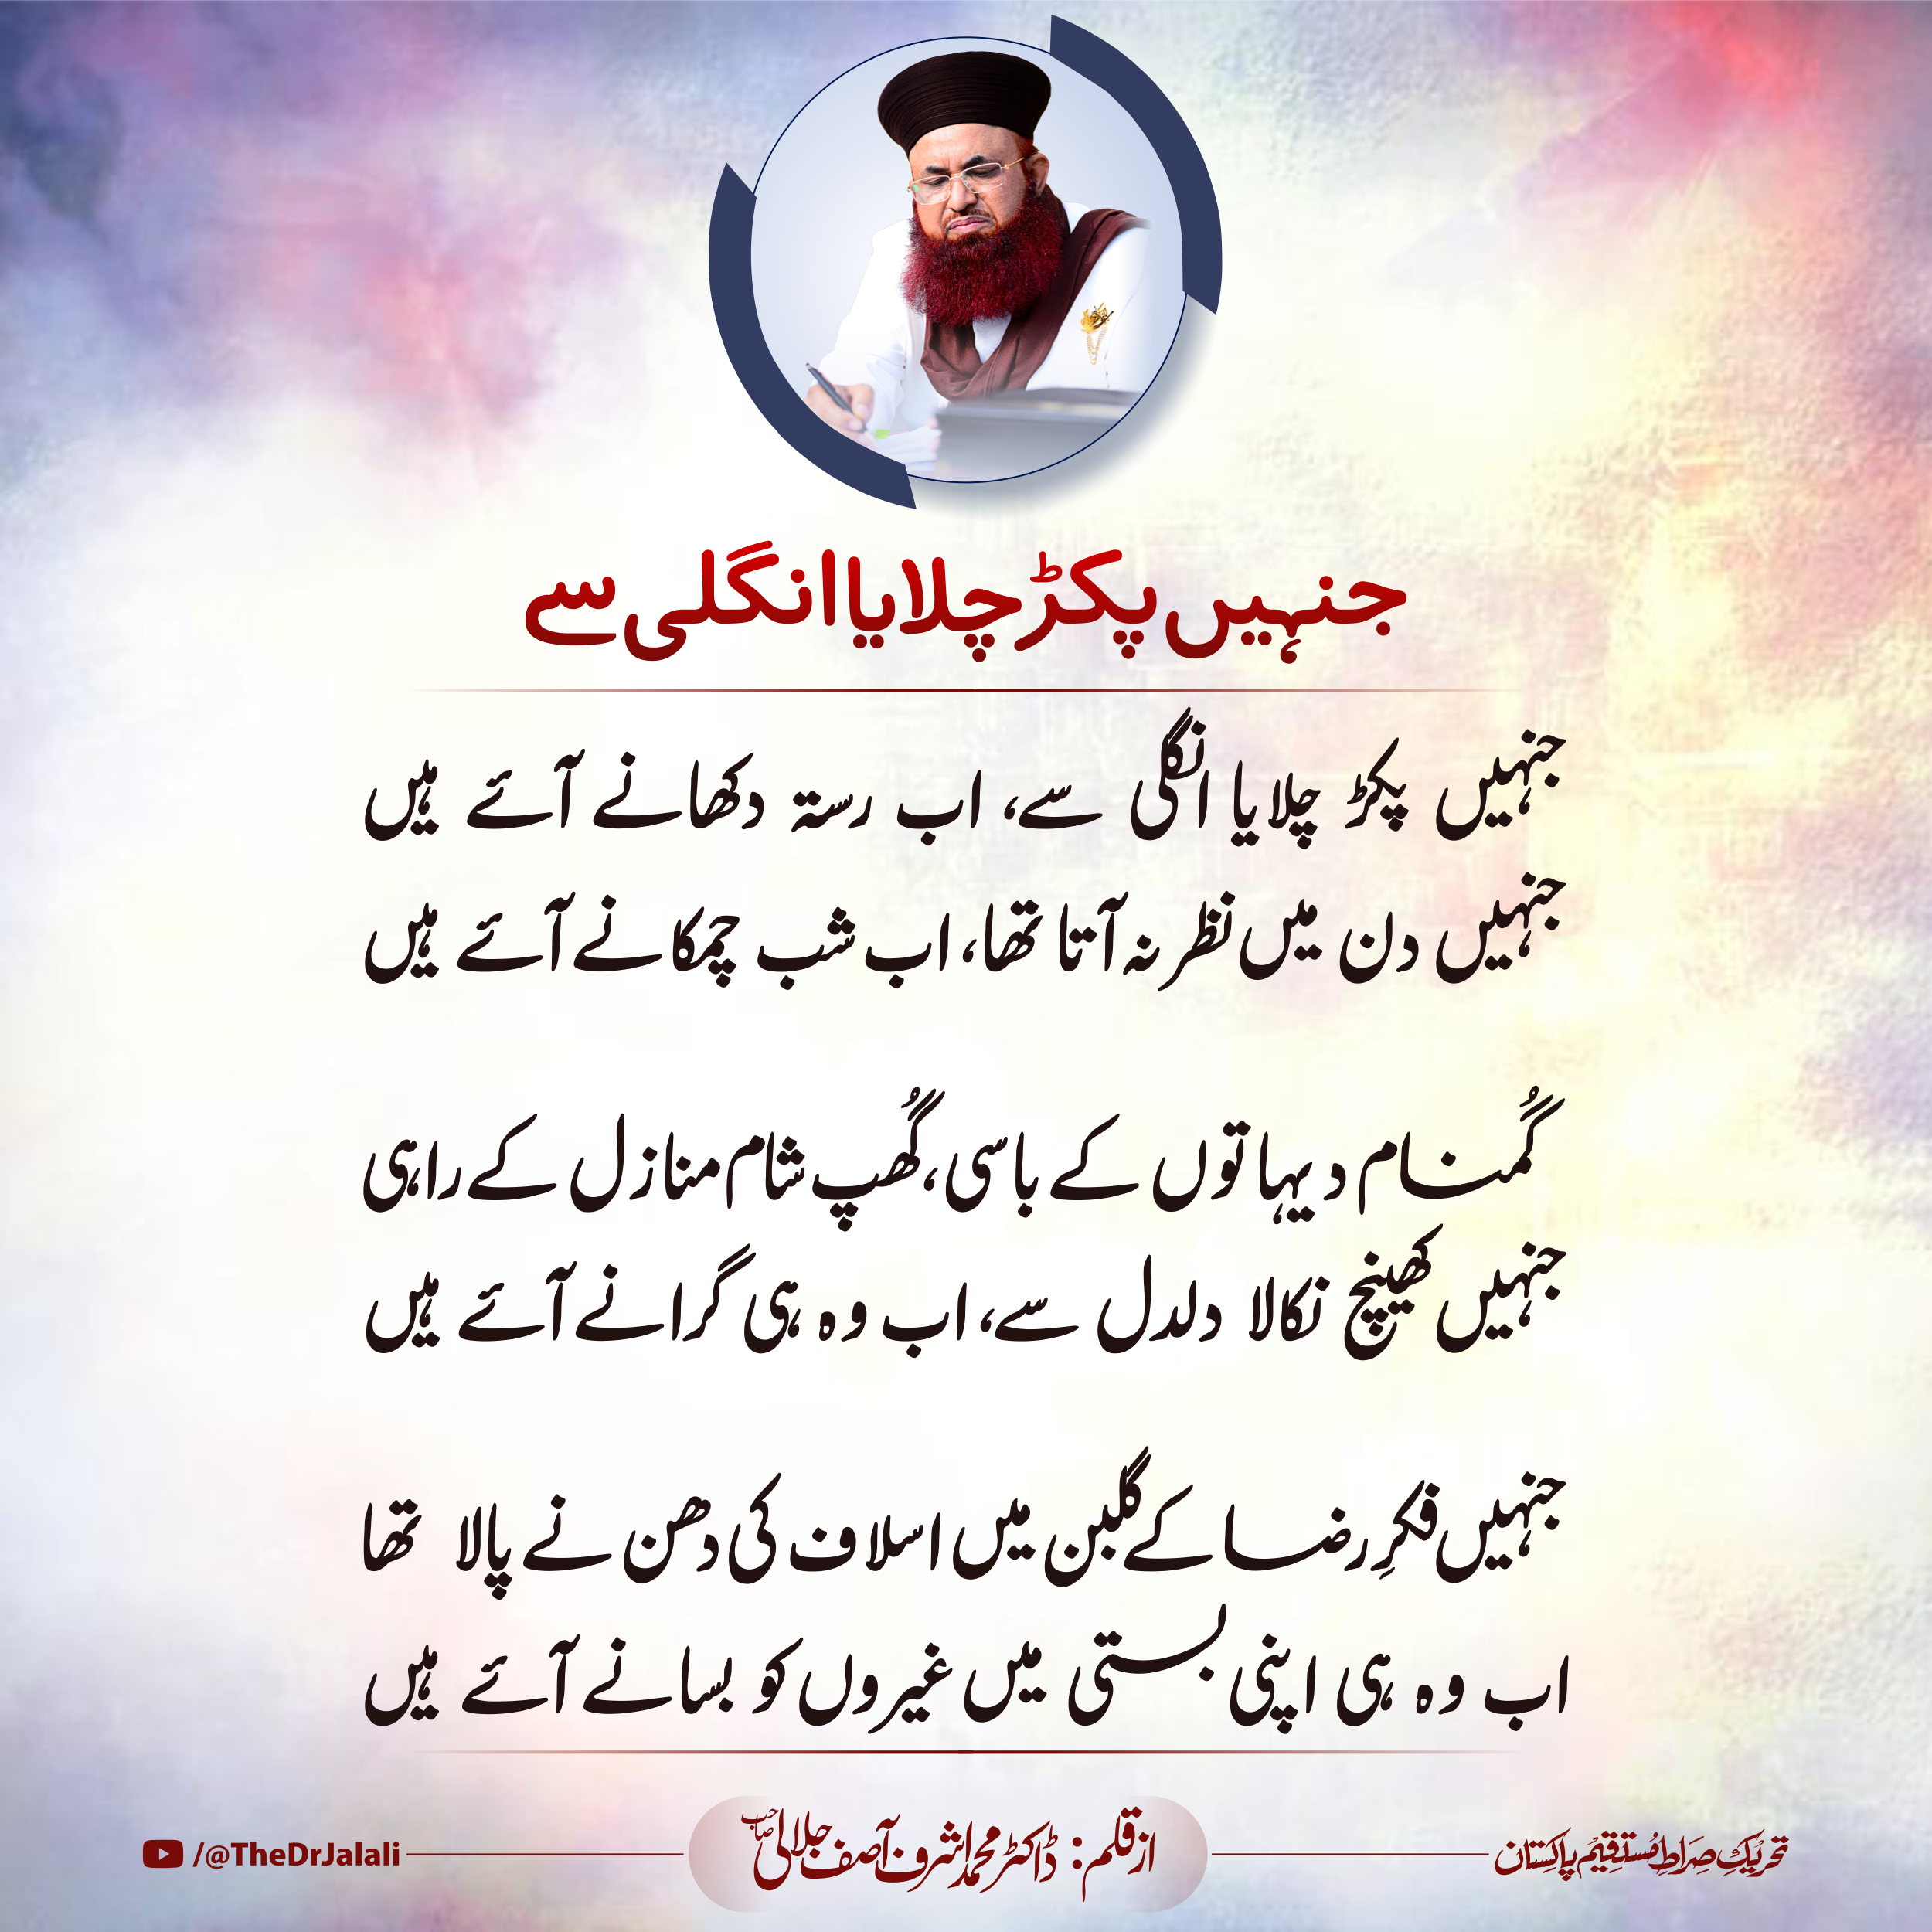 جنہیں پکڑ چلایا انگلی سے
جنہیں پکڑ چلایا انگلی سے، اب رستہ دکھانے آئے ہیں
جنہیں دن میں نظر نہ آتا تھا، اب شب چمکانے آئے ہیں
گُمنام دیہاتوں کے باسی، گُھپ شام منازل کے راہی
جنہیں کھینچ نکالا دلدل سے، اب وہ ہی گرانے آئے ہیں
جنہیں فکرِ رضا کے گلبن میں اسلاف کی دھن نے پالا تھا
اب وہ ہی اپنی بستی میں غیروں کو بسانے آئے ہیں
تحریکِ صراطِ مُستقیم پاکستان
از قلم: ڈاکٹر محمد اشرف آصف جلالی صاحب
/@TheDrJalali